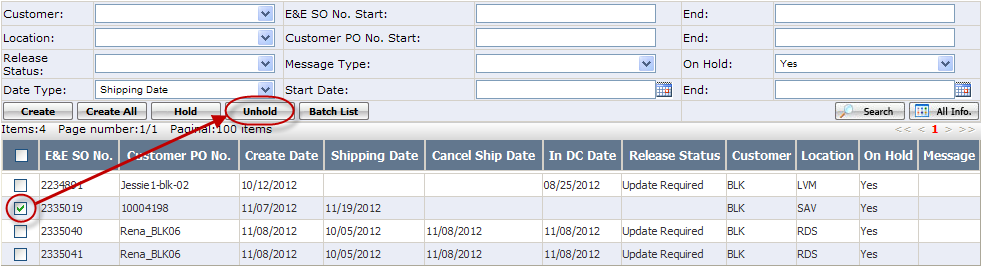 Customer: E&E SO No. Start: End:
Location: Customer PO No. Start: End:
Release Status: Message Type: On Hold: Yes
Date Type: Shipping Date Start Date: End:
Create Create All Hold Unhold Batch List Search All Info.
Items:4 Page number:1/1 Paginal:100 items << < 1 > >>
E&E SO No. Customer PO No. Create Date Shipping Date Cancel Ship Date In DC Date Release Status Customer Location On Hold Message
2234891 Jessie1-blk-02 10/12/2012 08/25/2012 Update Required BLK LVM Yes
2335019 10004198 11/07/2012 11/19/2012 BLK SAV Yes
2335040 Rena_BLK06 11/08/2012 10/05/2012 11/08/2012 11/08/2012 Update Required BLK RDS Yes
2335041 Rena_BLK06 11/08/2012 10/05/2012 11/08/2012 11/08/2012 Update Required BLK RDS Yes